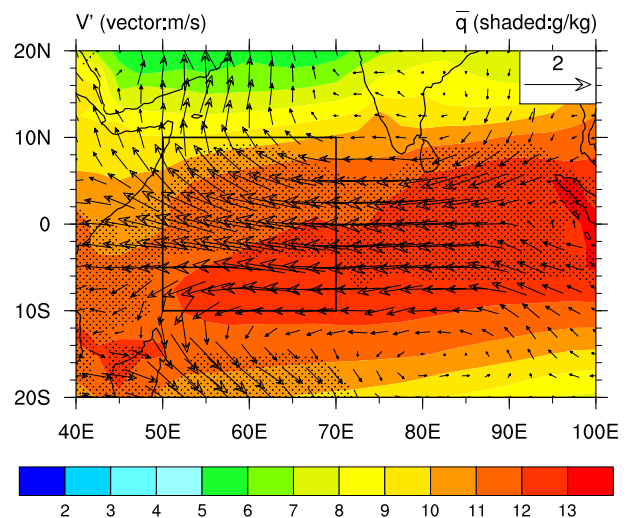 V' (vector:m/s) q̅ (shaded:g/kg)
20N
2
10N
0
10S
20S
40E 50E 60E 70E 80E 90E 100E
2 3 4 5 6 7 8 9 10 11 12 13